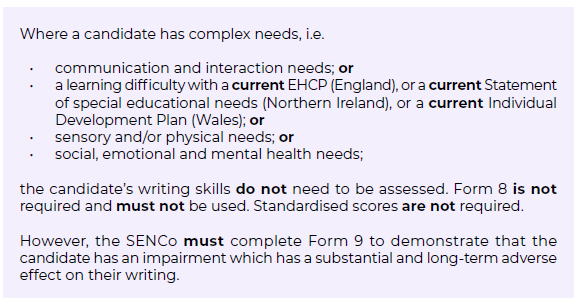 Where a candidate has complex needs, i.e.
· communication and interaction needs; or
· a learning difficulty with a current EHCP (England), or a current Statement
of special educational needs (Northern Ireland), or a current Individual
Development Plan (Wales); or
· sensory and/or physical needs; or
· social, emotional and mental health needs;
the candidate's writing skills do not need to be assessed. Form 8 is not
required and must not be used. Standardised scores are not required.
However, the SENCo must complete Form 9 to demonstrate that the
candidate has an impairment which has a substantial and long-term adverse
effect on their writing.